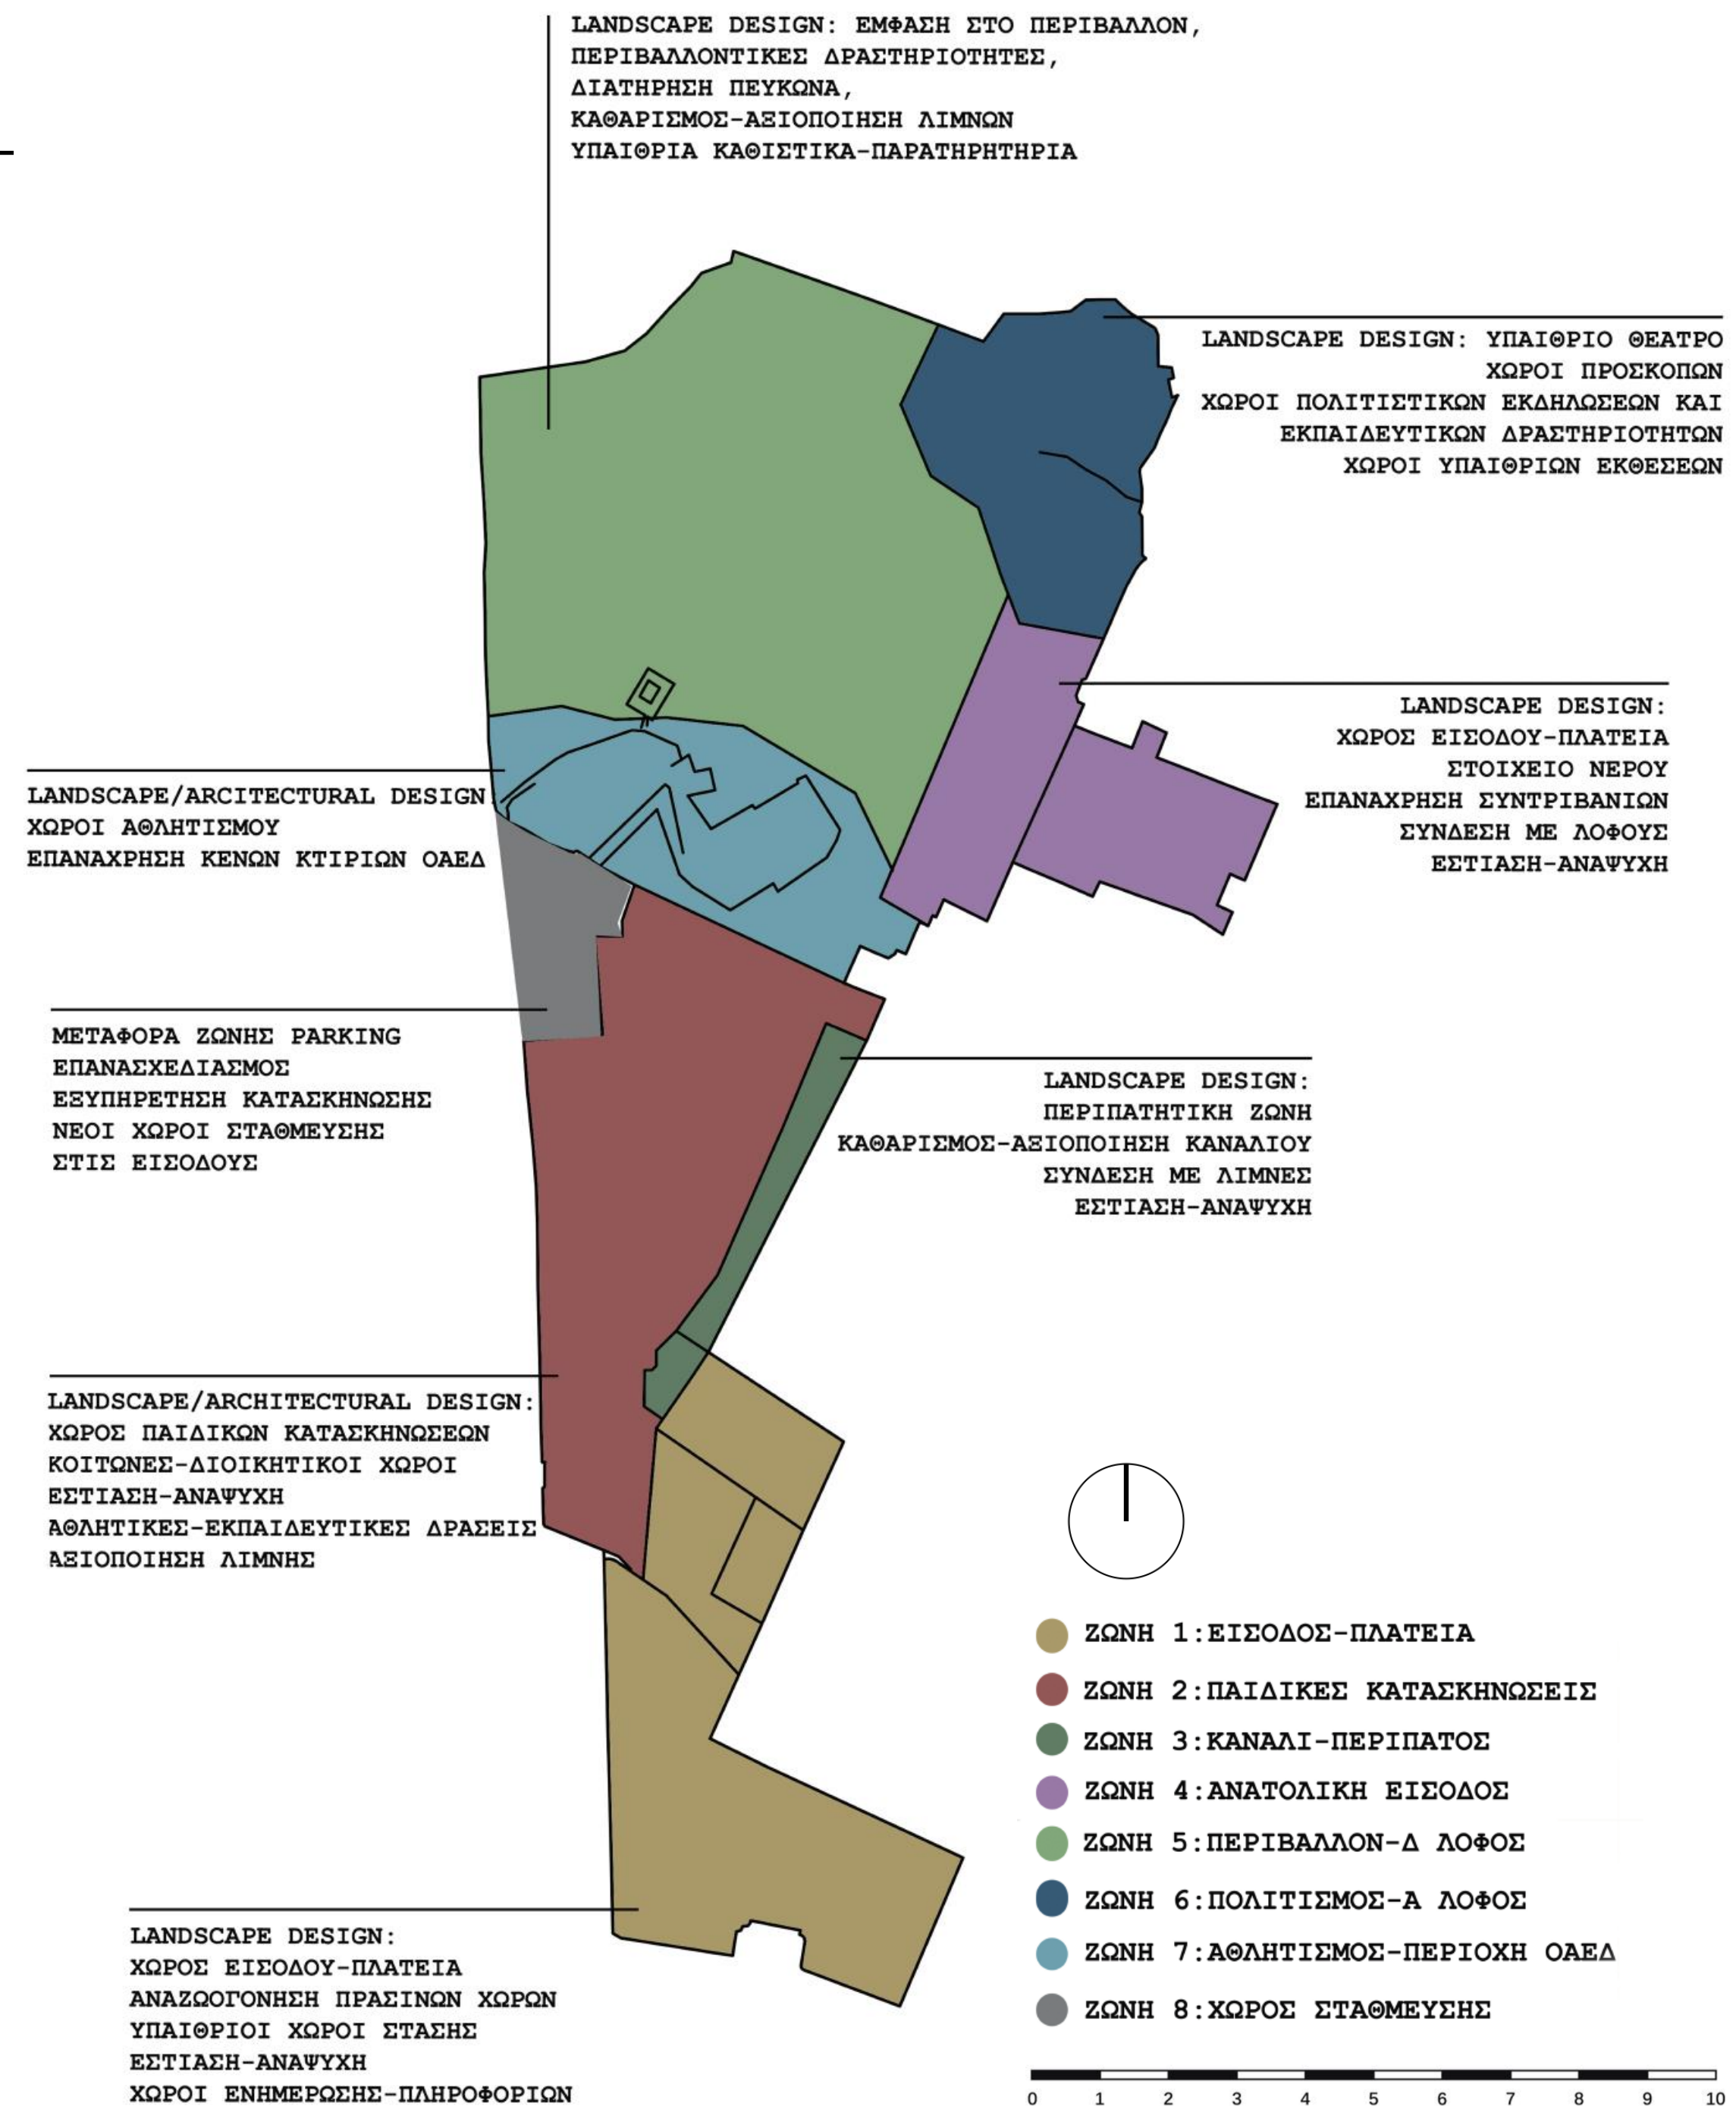 LANDSCAPE DESIGN: ΕΜΦΑΣΗ ΣΤΟ ΠΕΡΙΒΑΛΛΟΝ,
ΠΕΡΙΒΑΛΛΟΝΤΙΚΕΣ ΔΡΑΣΤΗΡΙΟΤΗΤΕΣ,
ΔΙΑΤΗΡΗΣΗ ΠΕΥΚΩΝΑ,
ΚΑΘΑΡΙΣΜΟΣ-ΑΞΙΟΠΟΙΗΣΗ ΛΙΜΝΩΝ
ΥΠΑΙΘΡΙΑ ΚΑΘΙΣΤΙΚΑ-ΠΑΡΑΤΗΡΗΤΗΡΙΑ
LANDSCAPE DESIGN: ΥΠΑΙΘΡΙΟ ΘΕΑΤΡΟ
ΧΩΡΟΙ ΠΡΟΣΚΟΠΩΝ
ΧΩΡΟΙ ΠΟΛΙΤΙΣΤΙΚΩΝ ΕΚΔΗΛΩΣΕΩΝ ΚΑΙ
ΕΚΠΑΙΔΕΥΤΙΚΩΝ ΔΡΑΣΤΗΡΙΟΤΗΤΩΝ
ΧΩΡΟΙ ΥΠΑΙΘΡΙΩΝ ΕΚΘΕΣΕΩΝ
LANDSCAPE DESIGN:
ΧΩΡΟΣ ΕΙΣΟΔΟΥ-ΠΛΑΤΕΙΑ
ΣΤΟΙΧΕΙΟ ΝΕΡΟΥ
ΕΠΑΝΑΧΡΗΣΗ ΣΥΝΤΡΙΒΑΝΙΩΝ
ΣΥΝΔΕΣΗ ΜΕ ΛΟΦΟΥΣ
ΕΣΤΙΑΣΗ-ΑΝΑΨΥΧΗ
LANDSCAPE/ARCITECTURAL DESIGN:
ΧΩΡΟΙ ΑΘΛΗΤΙΣΜΟΥ
ΕΠΑΝΑΧΡΗΣΗ ΚΕΝΩΝ ΚΤΙΡΙΩΝ ΟΑΕΔ
ΜΕΤΑΦΟΡΑ ΖΩΝΗΣ PARKING
ΕΠΑΝΑΣΧΕΔΙΑΣΜΟΣ
ΕΞΥΠΗΡΕΤΗΣΗ ΚΑΤΑΣΚΗΝΩΣΗΣ
ΝΕΟΙ ΧΩΡΟΙ ΣΤΑΘΜΕΥΣΗΣ
ΣΤΙΣ ΕΙΣΟΔΟΥΣ
LANDSCAPE DESIGN:
ΠΕΡΙΠΑΤΗΤΙΚΗ ΖΩΝΗ
ΚΑΘΑΡΙΣΜΟΣ-ΑΞΙΟΠΟΙΗΣΗ ΚΑΝΑΛΙΟΥ
ΣΥΝΔΕΣΗ ΜΕ ΛΙΜΝΕΣ
ΕΣΤΙΑΣΗ-ΑΝΑΨΥΧΗ
LANDSCAPE/ARCHITECTURAL DESIGN:
ΧΩΡΟΣ ΠΑΙΔΙΚΩΝ ΚΑΤΑΣΚΗΝΩΣΕΩΝ
ΚΟΙΤΩΝΕΣ-ΔΙΟΙΚΗΤΙΚΟΙ ΧΩΡΟΙ
ΕΣΤΙΑΣΗ-ΑΝΑΨΥΧΗ
ΑΘΛΗΤΙΚΕΣ-ΕΚΠΑΙΔΕΥΤΙΚΕΣ ΔΡΑΣΕΙΣ
ΑΞΙΟΠΟΙΗΣΗ ΛΙΜΝΗΣ
LANDSCAPE DESIGN:
ΧΩΡΟΣ ΕΙΣΟΔΟΥ-ΠΛΑΤΕΙΑ
ΑΝΑΖΩΟΓΟΝΗΣΗ ΠΡΑΣΙΝΩΝ ΧΩΡΩΝ
ΥΠΑΙΘΡΙΟΙ ΧΩΡΟΙ ΣΤΑΣΗΣ
ΕΣΤΙΑΣΗ-ΑΝΑΨΥΧΗ
ΧΩΡΟΙ ΕΝΗΜΕΡΩΣΗΣ-ΠΛΗΡΟΦΟΡΙΩΝ
ΖΩΝΗ 1:ΕΙΣΟΔΟΣ-ΠΛΑΤΕΙΑ
ΖΩΝΗ 2:ΠΑΙΔΙΚΕΣ ΚΑΤΑΣΚΗΝΩΣΕΙΣ
ΖΩΝΗ 3:ΚΑΝΑΛΙ-ΠΕΡΙΠΑΤΟΣ
ΖΩΝΗ 4:ΑΝΑΤΟΛΙΚΗ ΕΙΣΟΔΟΣ
ΖΩΝΗ 5:ΠΕΡΙΒΑΛΛΟΝ-Δ ΛΟΦΟΣ
ΖΩΝΗ 6:ΠΟΛΙΤΙΣΜΟΣ-Α ΛΟΦΟΣ
ΖΩΝΗ 7:ΑΘΛΗΤΙΣΜΟΣ-ΠΕΡΙΟΧΗ ΟΑΕΔ
ΖΩΝΗ 8:ΧΩΡΟΣ ΣΤΑΘΜΕΥΣΗΣ
0 1 2 3 4 5 6 7 8 9 10